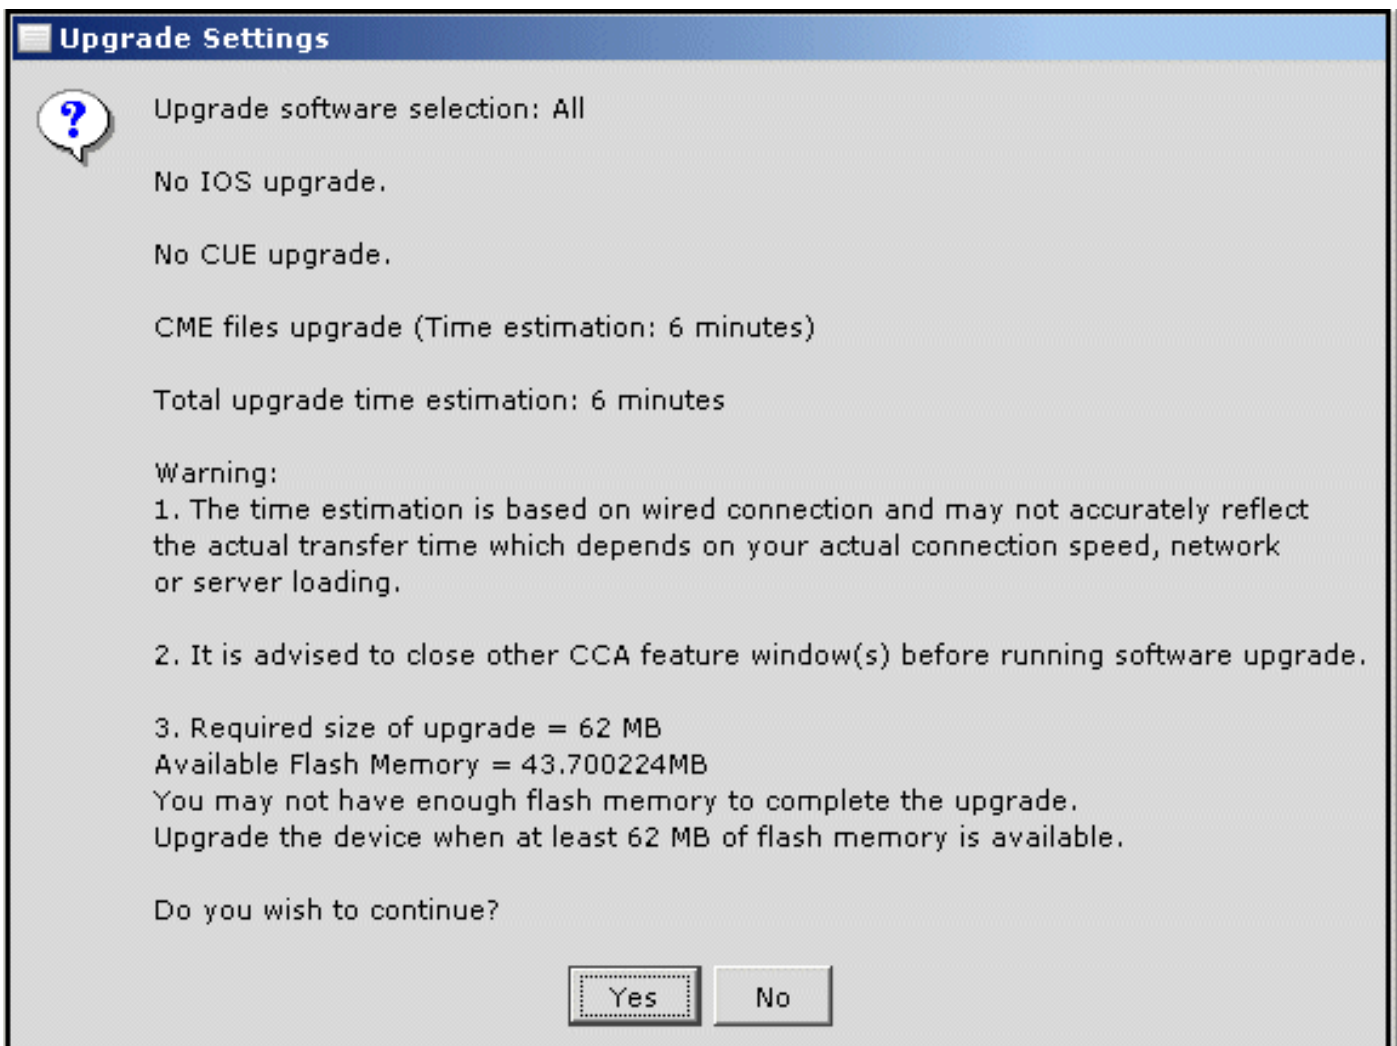 Upgrade Settings
?
Upgrade software selection: All
No IOS upgrade.
No CUE upgrade.
CME files upgrade (Time estimation: 6 minutes)
Total upgrade time estimation: 6 minutes
Warning:
1. The time estimation is based on wired connection and may not accurately reflect
the actual transfer time which depends on your actual connection speed, network
or server loading.
2. It is advised to close other CCA feature window(s) before running software upgrade.
3. Required size of upgrade = 62 MB
Available Flash Memory = 43.700224MB
You may not have enough flash memory to complete the upgrade.
Upgrade the device when at least 62 MB of flash memory is available.
Do you wish to continue?
Yes No